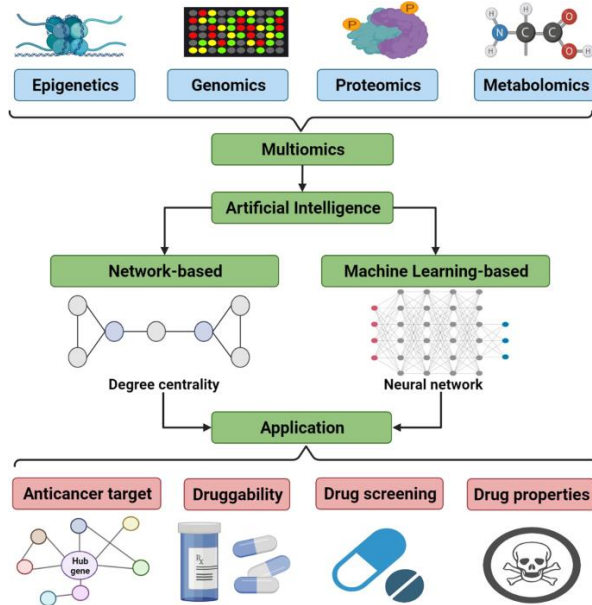 P
P
H
H
O
H
N
C
C
H
O
H
Epigenetics
Genomics
Proteomics
Metabolomics
Multiomics
Artificial Intelligence
Network-based
Machine Learning-based
Degree centrality
Neural network
Application
Anticancer target
Druggability
Drug screening
Drug properties
Hub
gene
Rx